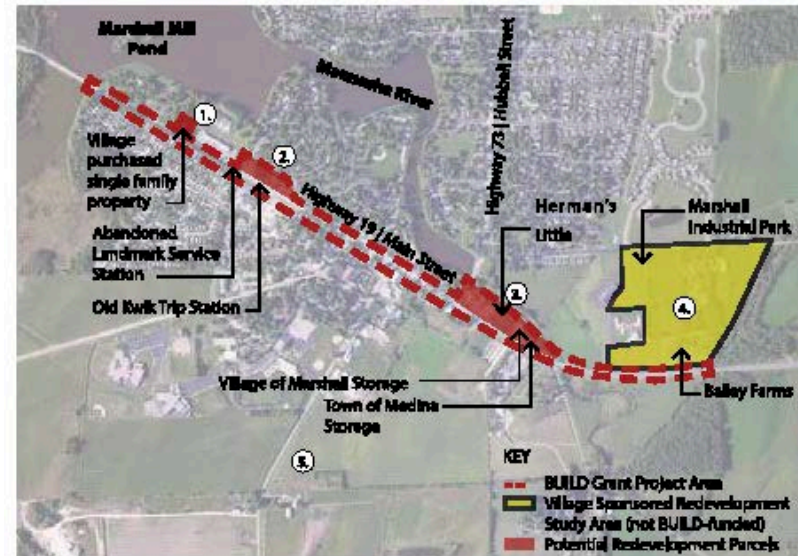 Marshall Mill
Pond
Maunesha River
Highway 73 | Hubbell Street
1.
2.
Village
purchased
single family
property
Highway 19 | Main Street
Herman's
Little
Marshall
Industrial Park
Abandoned
Landmark Service
Station
3.
4.
Old Kwik Trip Station
Village of Marshall Storage
Town of Medina
Storage
Bailey Farms
5.
KEY
BUILD Grant Project Area
Village Sponsored Redevelopment
Study Area (not BUILD-funded)
Potential Redevelopment Parcels